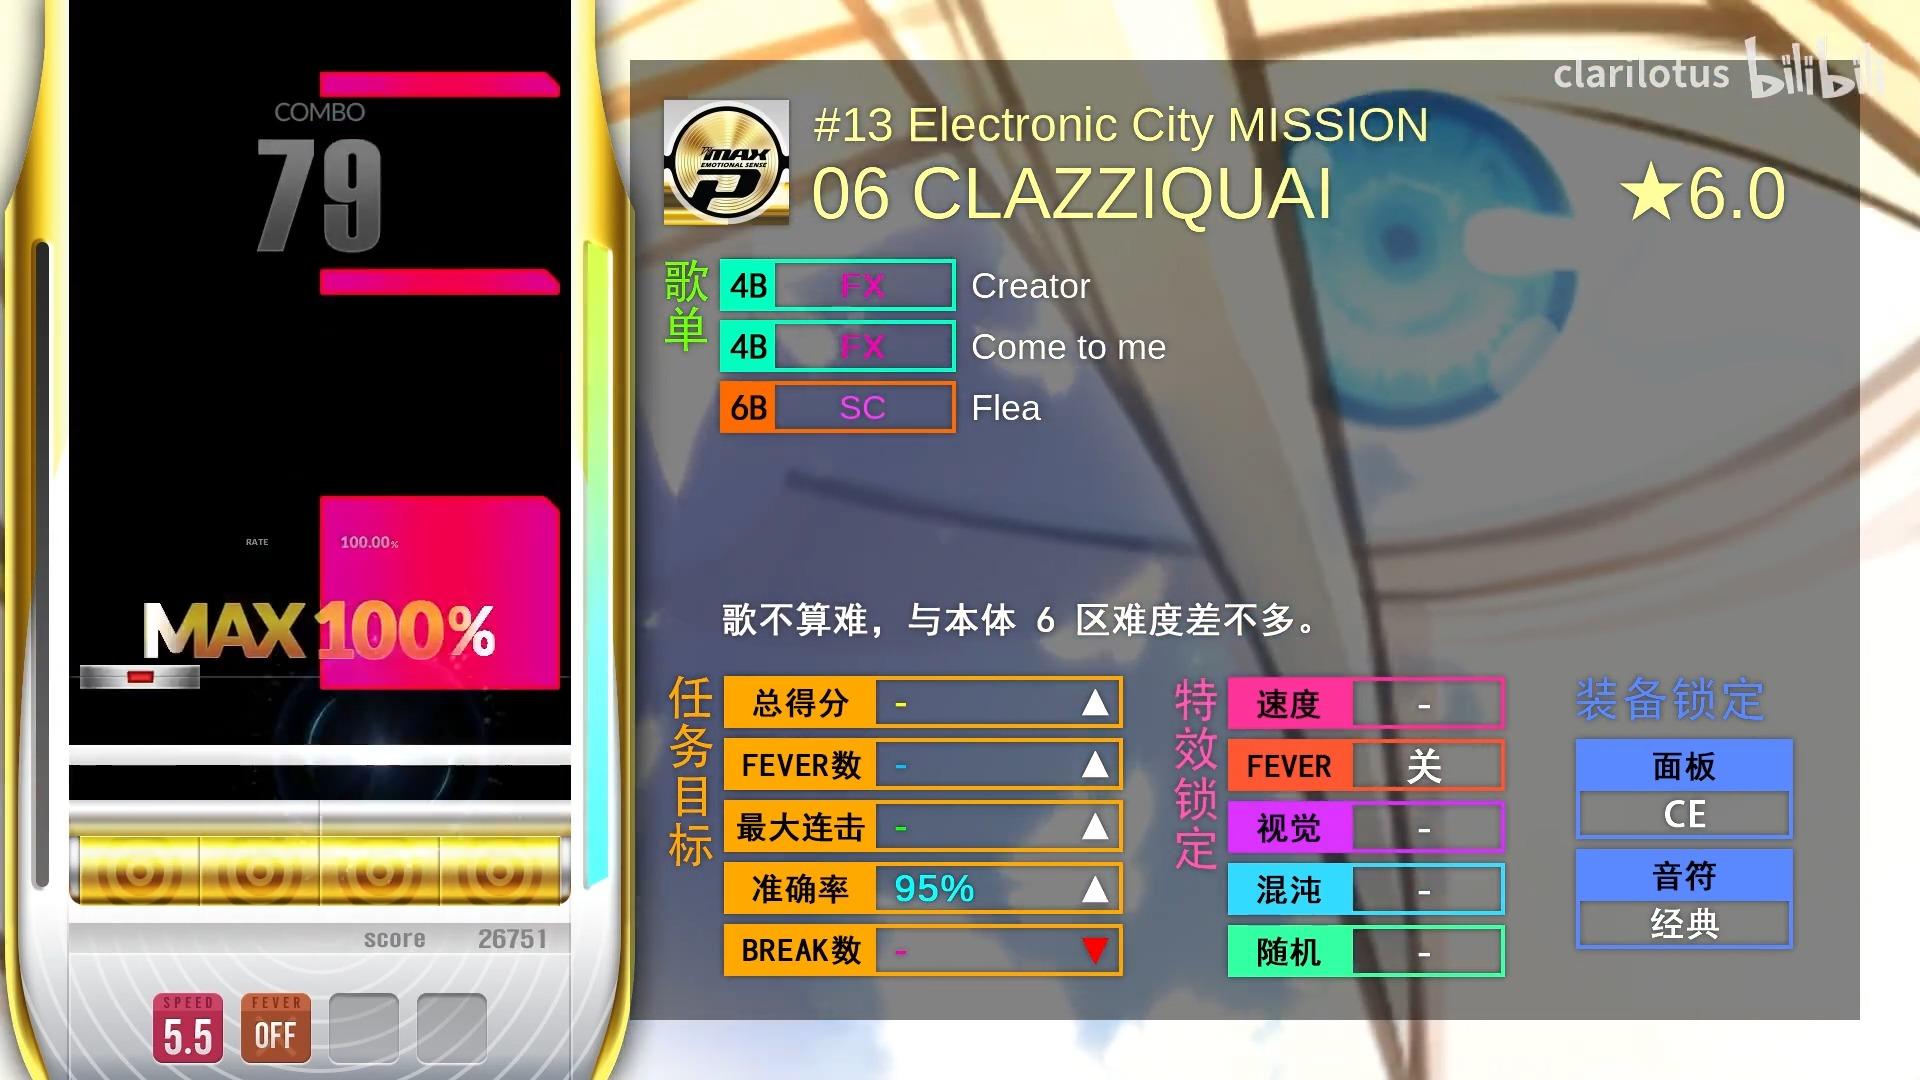 COMBO
79
RATE 100.00%
MAX 100%
score 26751
SPEED
5.5
FEVER
OFF
clarilotus bilibili
MAX
EMOTIONAL SENSE
P
#13 Electronic City MISSION
06 CLAZZIQUAI
★6.0
歌单
4B FX Creator
4B FX Come to me
6B SC Flea
歌不算难，与本体 6 区难度差不多。
任务目标
总得分 - ▲
FEVER数 - ▲
最大连击 - ▲
准确率 95% ▲
BREAK数 - ▼
特效锁定
速度 -
FEVER 关
视觉 -
混沌 -
随机 -
装备锁定
面板
CE
音符
经典